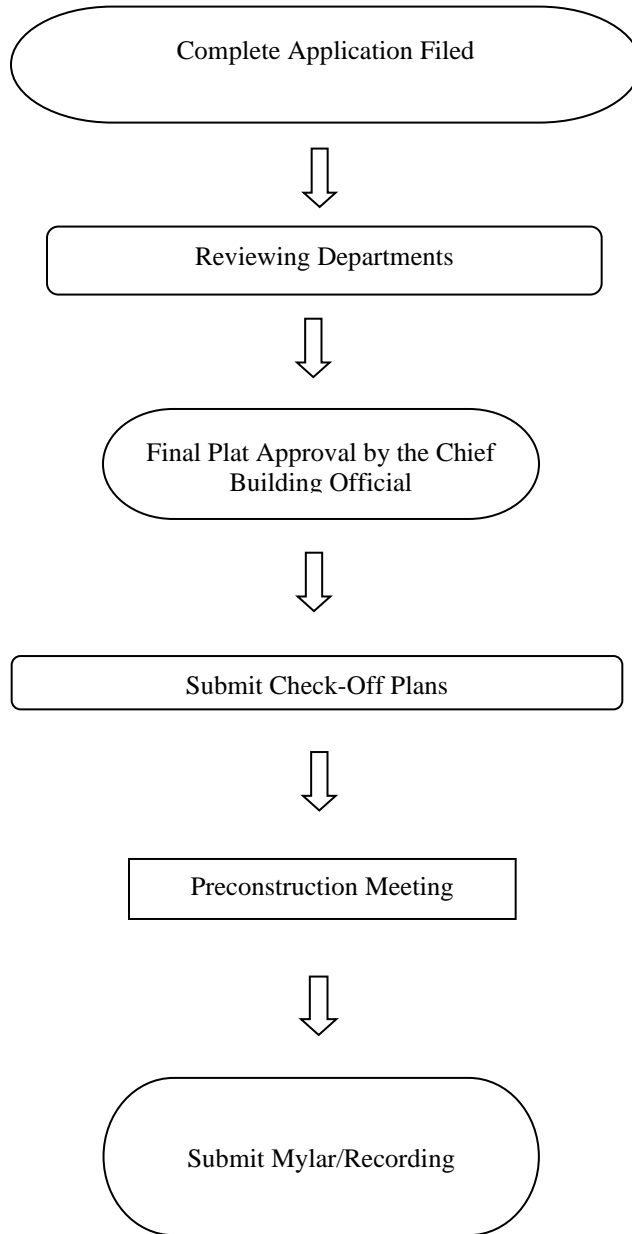 Complete Application Filed
Reviewing Departments
Final Plat Approval by the Chief
Building Official
Submit Check-Off Plans
Preconstruction Meeting
Submit Mylar/Recording